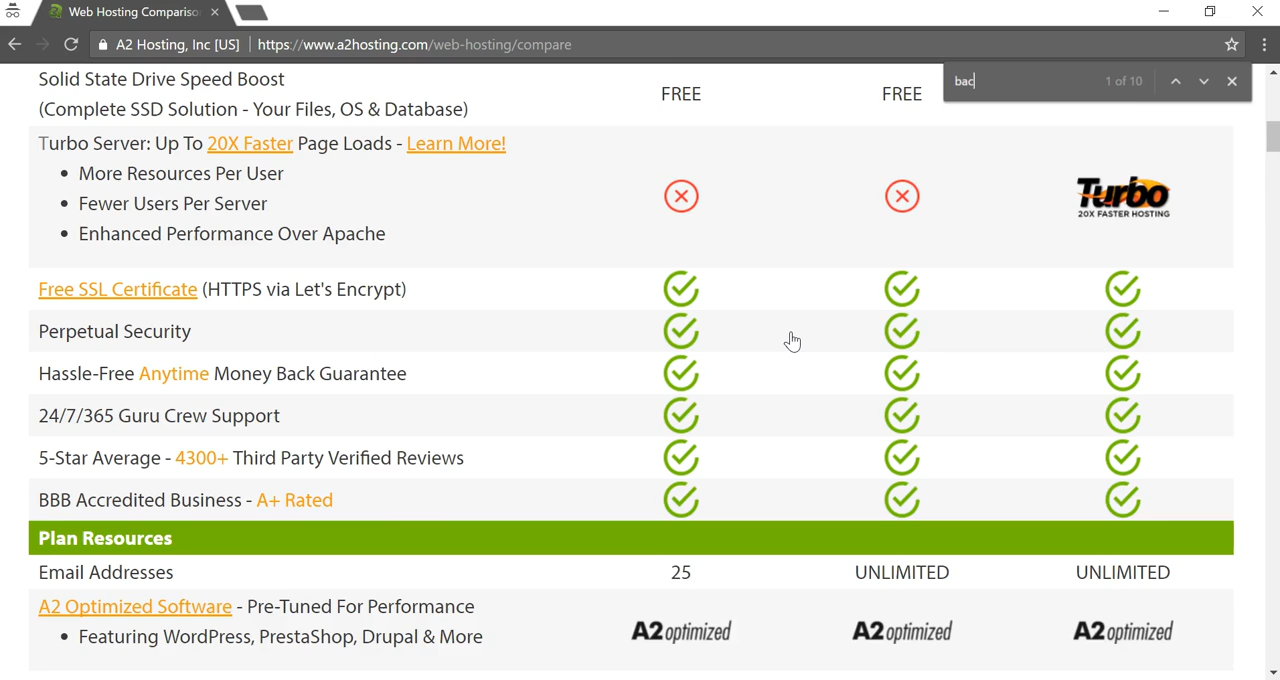 Web Hosting Comparison
A2 Hosting, Inc [US]
https://www.a2hosting.com/web-hosting/compare
bac 1 of 10
Solid State Drive Speed Boost
(Complete SSD Solution - Your Files, OS & Database)
FREE FREE
Turbo Server: Up To 20X Faster Page Loads - Learn More!
More Resources Per User
Fewer Users Per Server
Enhanced Performance Over Apache
Turbo
20X FASTER HOSTING
Free SSL Certificate (HTTPS via Let's Encrypt)
Perpetual Security
Hassle-Free Anytime Money Back Guarantee
24/7/365 Guru Crew Support
5-Star Average - 4300+ Third Party Verified Reviews
BBB Accredited Business - A+ Rated
Plan Resources
Email Addresses 25 UNLIMITED UNLIMITED
A2 Optimized Software - Pre-Tuned For Performance
Featuring WordPress, PrestaShop, Drupal & More
A2 optimized A2 optimized A2 optimized